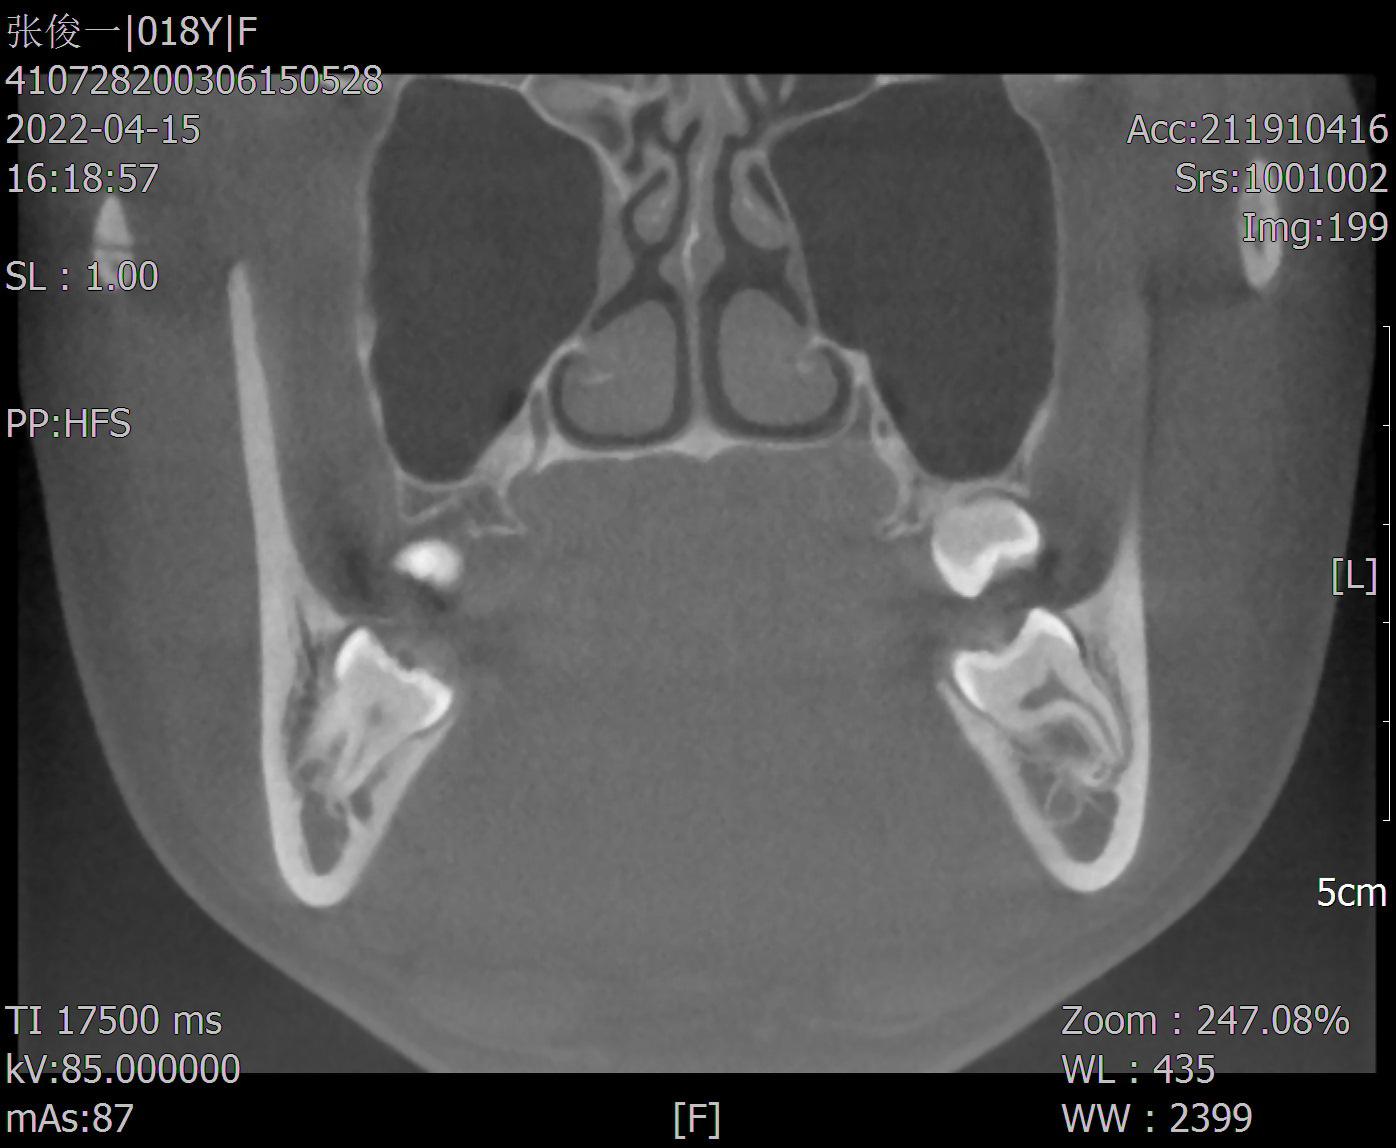 张俊一|018Y|F
410728200306150528
2022-04-15
16:18:57
Acc:211910416
Srs:1001002
Img:199
SL : 1.00
PP:HFS
[L]
5cm
TI 17500 ms
kV:85.000000
mAs:87
[F]
Zoom : 247.08%
WL : 435
WW : 2399